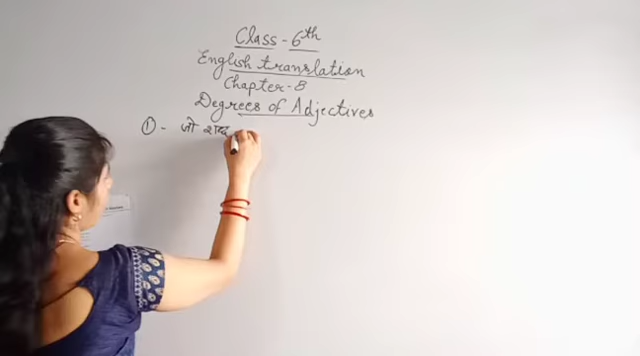 Class - 6th
English translation
Chapter - 8
Degrees of Adjectives
① - जो शब्द